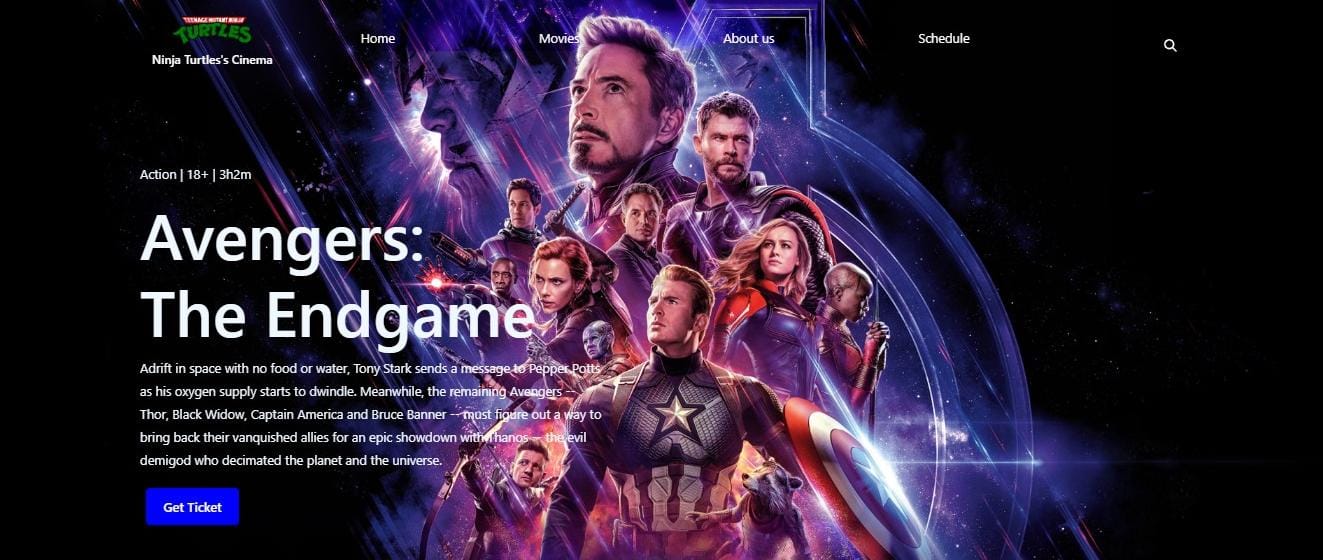 TEENAGE MUTANT NINJA
TURTLES
Ninja Turtles's Cinema
Home
Movies
About us
Schedule
Action | 18+ | 3h2m
Avengers:
The Endgame
Adrift in space with no food or water, Tony Stark sends a message to Pepper Potts
as his oxygen supply starts to dwindle. Meanwhile, the remaining Avengers --
Thor, Black Widow, Captain America and Bruce Banner -- must figure out a way to
bring back their vanquished allies for an epic showdown with Thanos -- the evil
demigod who decimated the planet and the universe.
Get Ticket